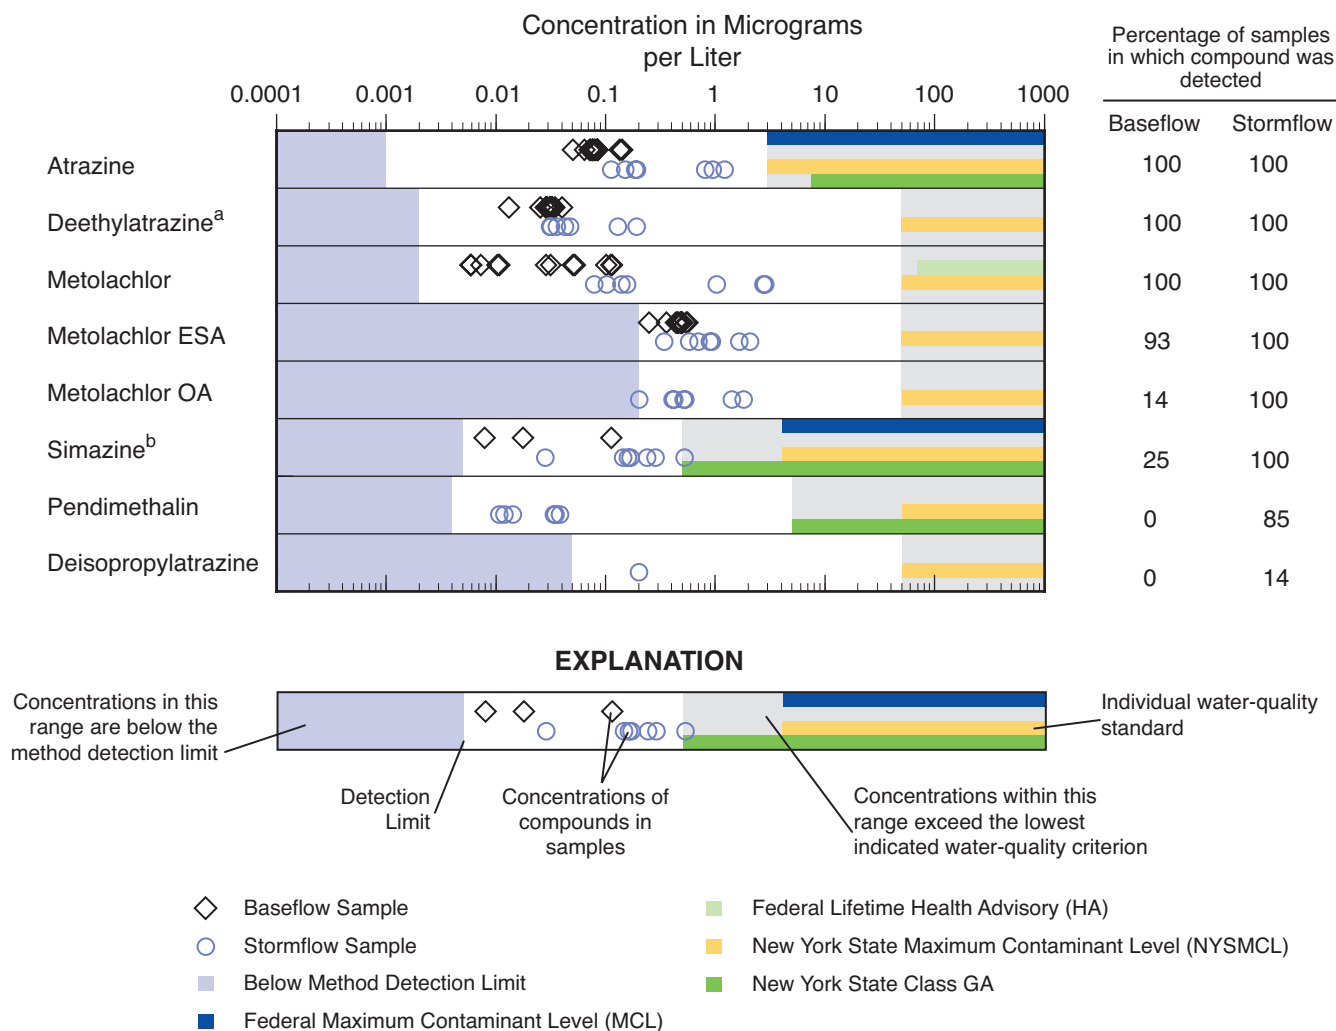 Concentration in Micrograms
per Liter
Percentage of samples
in which compound was
detected
0.0001 0.001 0.01 0.1 1 10 100 1000
Baseflow Stormflow
Atrazine 100 100
Deethylatrazine^a 100 100
Metolachlor 100 100
Metolachlor ESA 93 100
Metolachlor OA 14 100
Simazine^b 25 100
Pendimethalin 0 85
Deisopropylatrazine 0 14
EXPLANATION
Concentrations in this
range are below the
method detection limit
Individual water-quality
standard
Detection
Limit
Concentrations of
compounds in
samples
Concentrations within this
range exceed the lowest
indicated water-quality criterion
Baseflow Sample
Stormflow Sample
Below Method Detection Limit
Federal Maximum Contaminant Level (MCL)
Federal Lifetime Health Advisory (HA)
New York State Maximum Contaminant Level (NYSMCL)
New York State Class GA